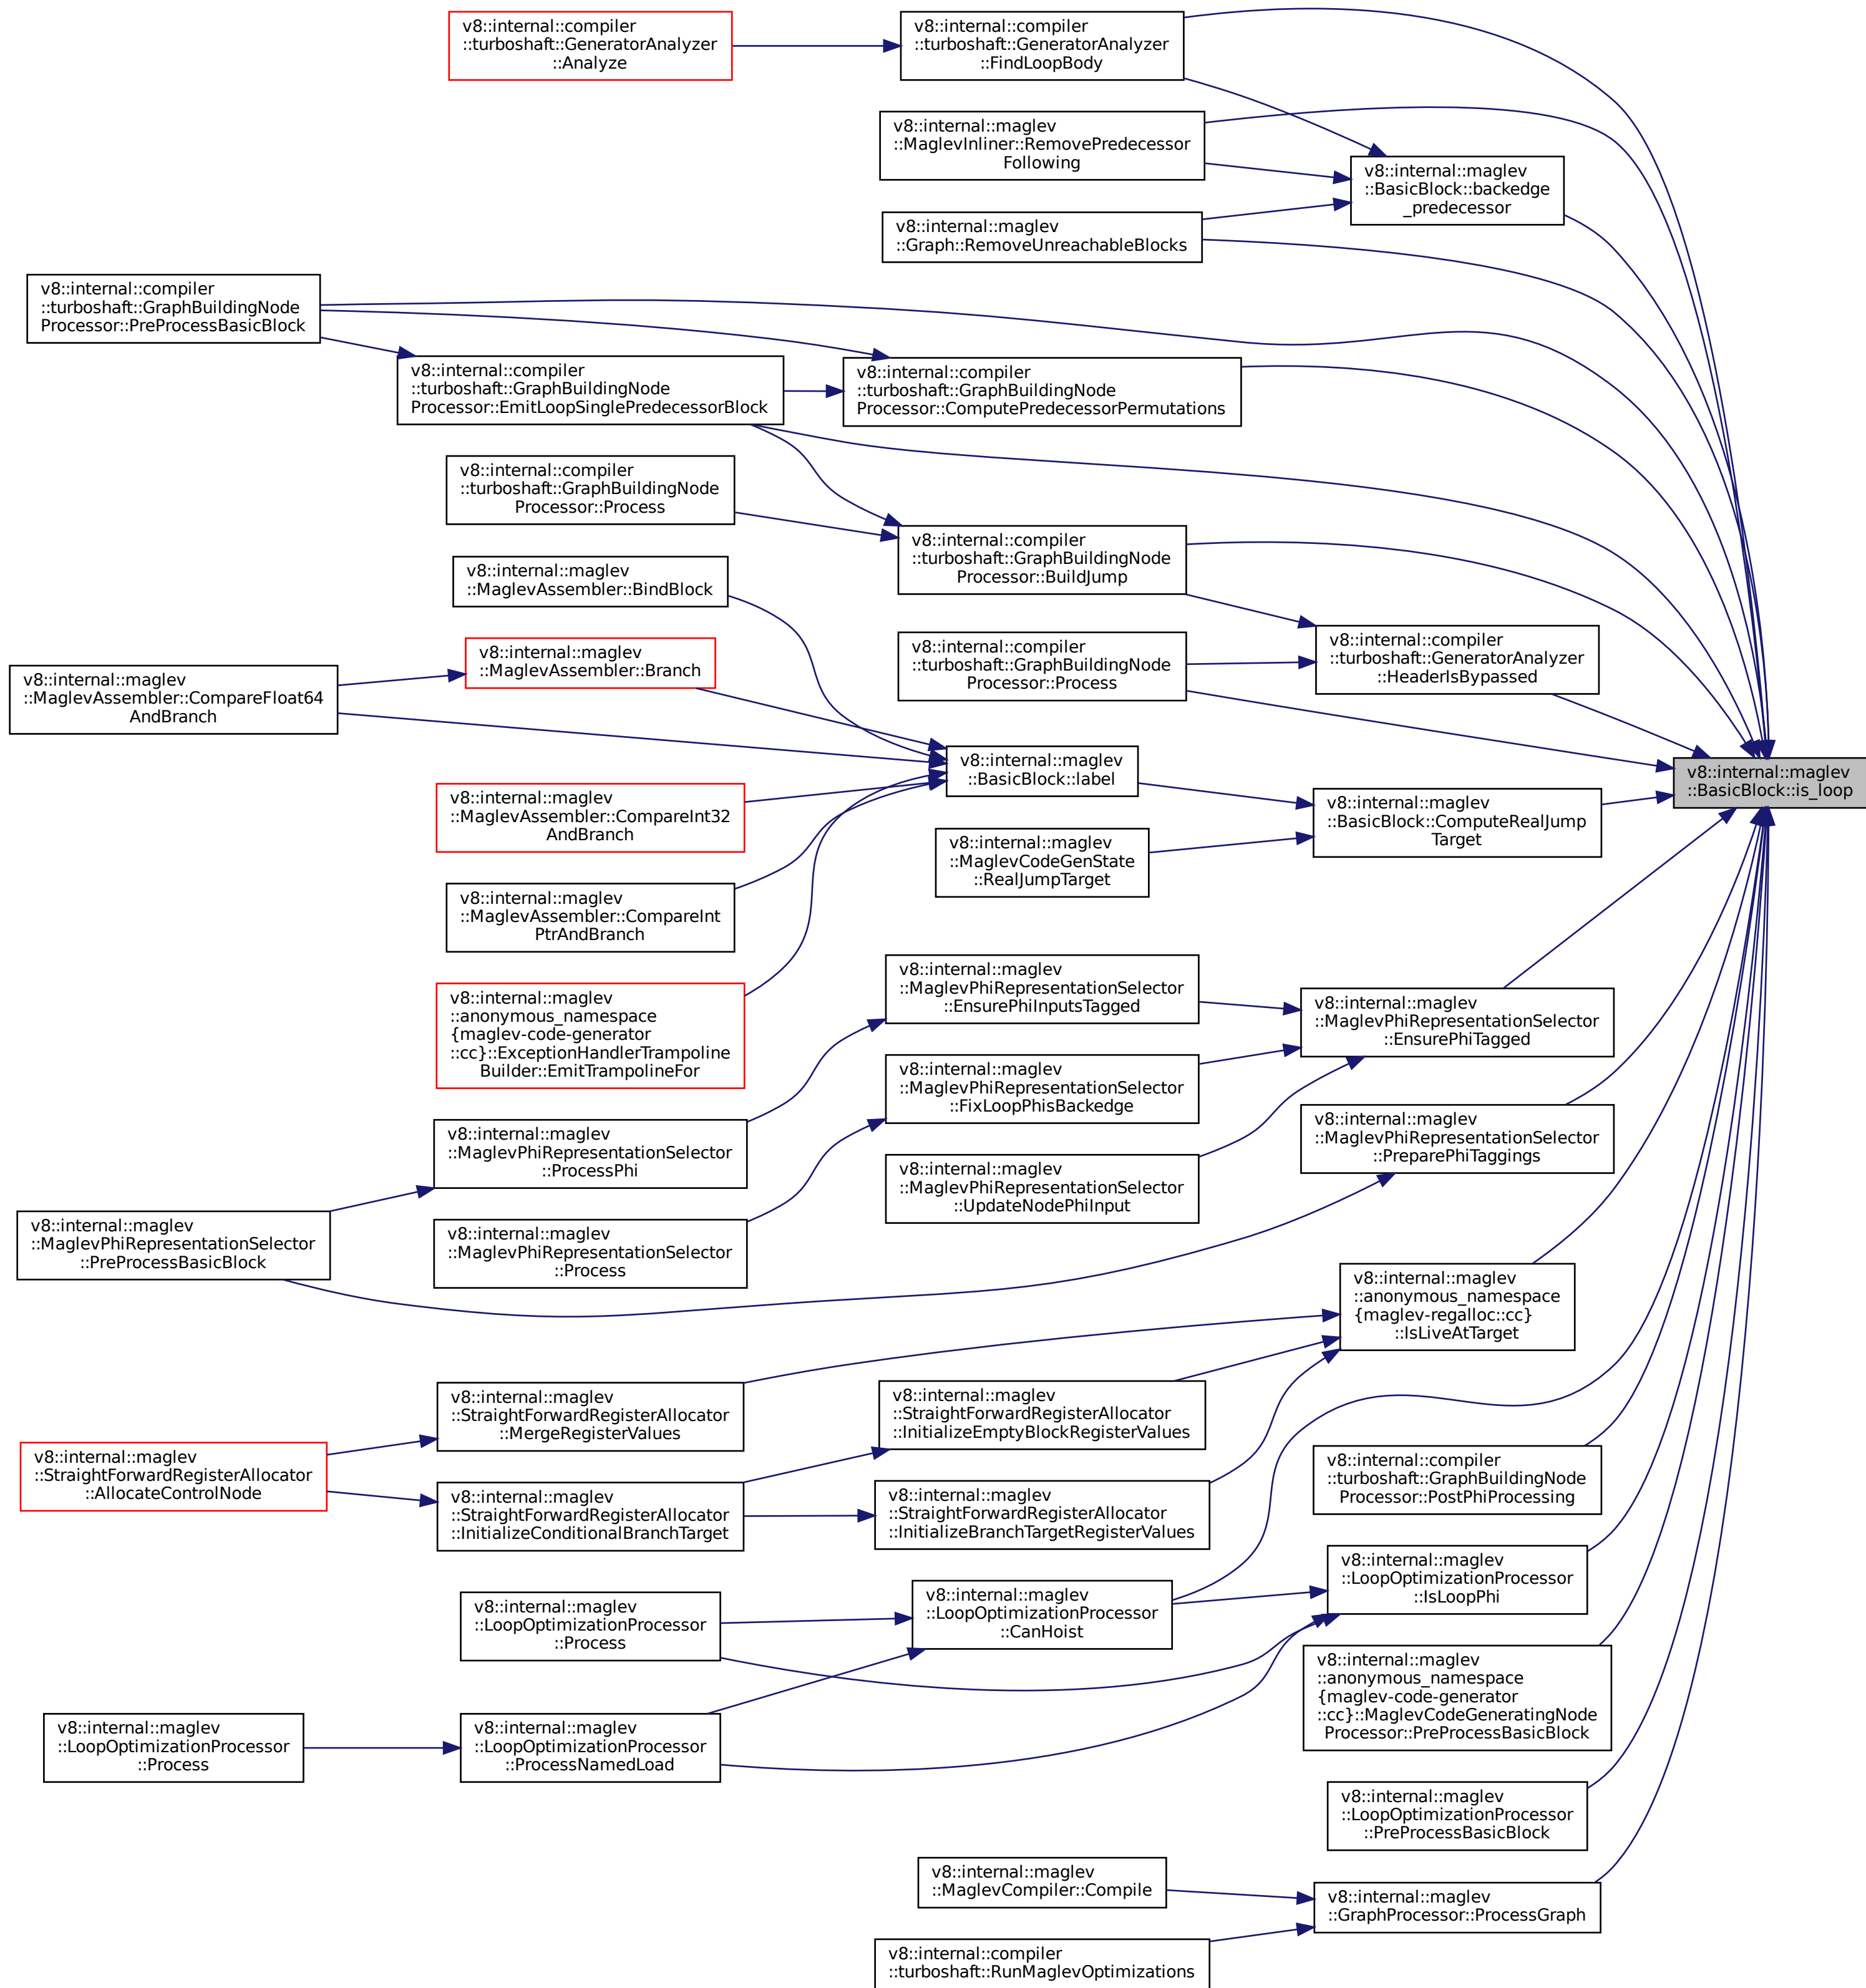 v8::internal::compiler
::turboshaft::GeneratorAnalyzer
::Analyze
v8::internal::compiler
::turboshaft::GeneratorAnalyzer
::FindLoopBody
v8::internal::maglev
::MaglevInliner::RemovePredecessor
Following
v8::internal::maglev
::BasicBlock::backedge
_predecessor
v8::internal::maglev
::Graph::RemoveUnreachableBlocks
v8::internal::compiler
::turboshaft::GraphBuildingNode
Processor::PreProcessBasicBlock
v8::internal::compiler
::turboshaft::GraphBuildingNode
Processor::EmitLoopSinglePredecessorBlock
v8::internal::compiler
::turboshaft::GraphBuildingNode
Processor::ComputePredecessorPermutations
v8::internal::compiler
::turboshaft::GraphBuildingNode
Processor::Process
v8::internal::compiler
::turboshaft::GraphBuildingNode
Processor::BuildJump
v8::internal::maglev
::MaglevAssembler::BindBlock
v8::internal::compiler
::turboshaft::GeneratorAnalyzer
::HeaderIsBypassed
v8::internal::compiler
::turboshaft::GraphBuildingNode
Processor::Process
v8::internal::maglev
::MaglevAssembler::Branch
v8::internal::maglev
::MaglevAssembler::CompareFloat64
AndBranch
v8::internal::maglev
::BasicBlock::label
v8::internal::maglev
::BasicBlock::is_loop
v8::internal::maglev
::MaglevAssembler::CompareInt32
AndBranch
v8::internal::maglev
::BasicBlock::ComputeRealJump
Target
v8::internal::maglev
::MaglevCodeGenState
::RealJumpTarget
v8::internal::maglev
::MaglevAssembler::CompareInt
PtrAndBranch
v8::internal::maglev
::anonymous_namespace
{maglev-code-generator
::cc}::ExceptionHandlerTrampoline
Builder::EmitTrampolineFor
v8::internal::maglev
::MaglevPhiRepresentationSelector
::EnsurePhiInputsTagged
v8::internal::maglev
::MaglevPhiRepresentationSelector
::EnsurePhiTagged
v8::internal::maglev
::MaglevPhiRepresentationSelector
::FixLoopPhisBackedge
v8::internal::maglev
::MaglevPhiRepresentationSelector
::PreparePhiTaggings
v8::internal::maglev
::MaglevPhiRepresentationSelector
::ProcessPhi
v8::internal::maglev
::MaglevPhiRepresentationSelector
::UpdateNodePhiInput
v8::internal::maglev
::MaglevPhiRepresentationSelector
::PreProcessBasicBlock
v8::internal::maglev
::MaglevPhiRepresentationSelector
::Process
v8::internal::maglev
::anonymous_namespace
{maglev-regalloc::cc}
::IsLiveAtTarget
v8::internal::maglev
::StraightForwardRegisterAllocator
::MergeRegisterValues
v8::internal::maglev
::StraightForwardRegisterAllocator
::InitializeEmptyBlockRegisterValues
v8::internal::maglev
::StraightForwardRegisterAllocator
::AllocateControlNode
v8::internal::compiler
::turboshaft::GraphBuildingNode
Processor::PostPhiProcessing
v8::internal::maglev
::StraightForwardRegisterAllocator
::InitializeConditionalBranchTarget
v8::internal::maglev
::StraightForwardRegisterAllocator
::InitializeBranchTargetRegisterValues
v8::internal::maglev
::LoopOptimizationProcessor
::IsLoopPhi
v8::internal::maglev
::LoopOptimizationProcessor
::CanHoist
v8::internal::maglev
::LoopOptimizationProcessor
::Process
v8::internal::maglev
::anonymous_namespace
{maglev-code-generator
::cc}::MaglevCodeGeneratingNode
Processor::PreProcessBasicBlock
v8::internal::maglev
::LoopOptimizationProcessor
::Process
v8::internal::maglev
::LoopOptimizationProcessor
::ProcessNamedLoad
v8::internal::maglev
::LoopOptimizationProcessor
::PreProcessBasicBlock
v8::internal::maglev
::MaglevCompiler::Compile
v8::internal::maglev
::GraphProcessor::ProcessGraph
v8::internal::compiler
::turboshaft::RunMaglevOptimizations